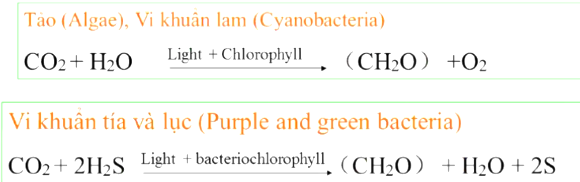 Tảo (Algae), Vi khuẩn lam (Cyanobacteria)
CO2 + H2O Light + Chlorophyll （CH2O） +O2
Vi khuẩn tía và lục (Purple and green bacteria)
CO2 + 2H2S Light + bacteriochlorophyll （CH2O） + H2O + 2S